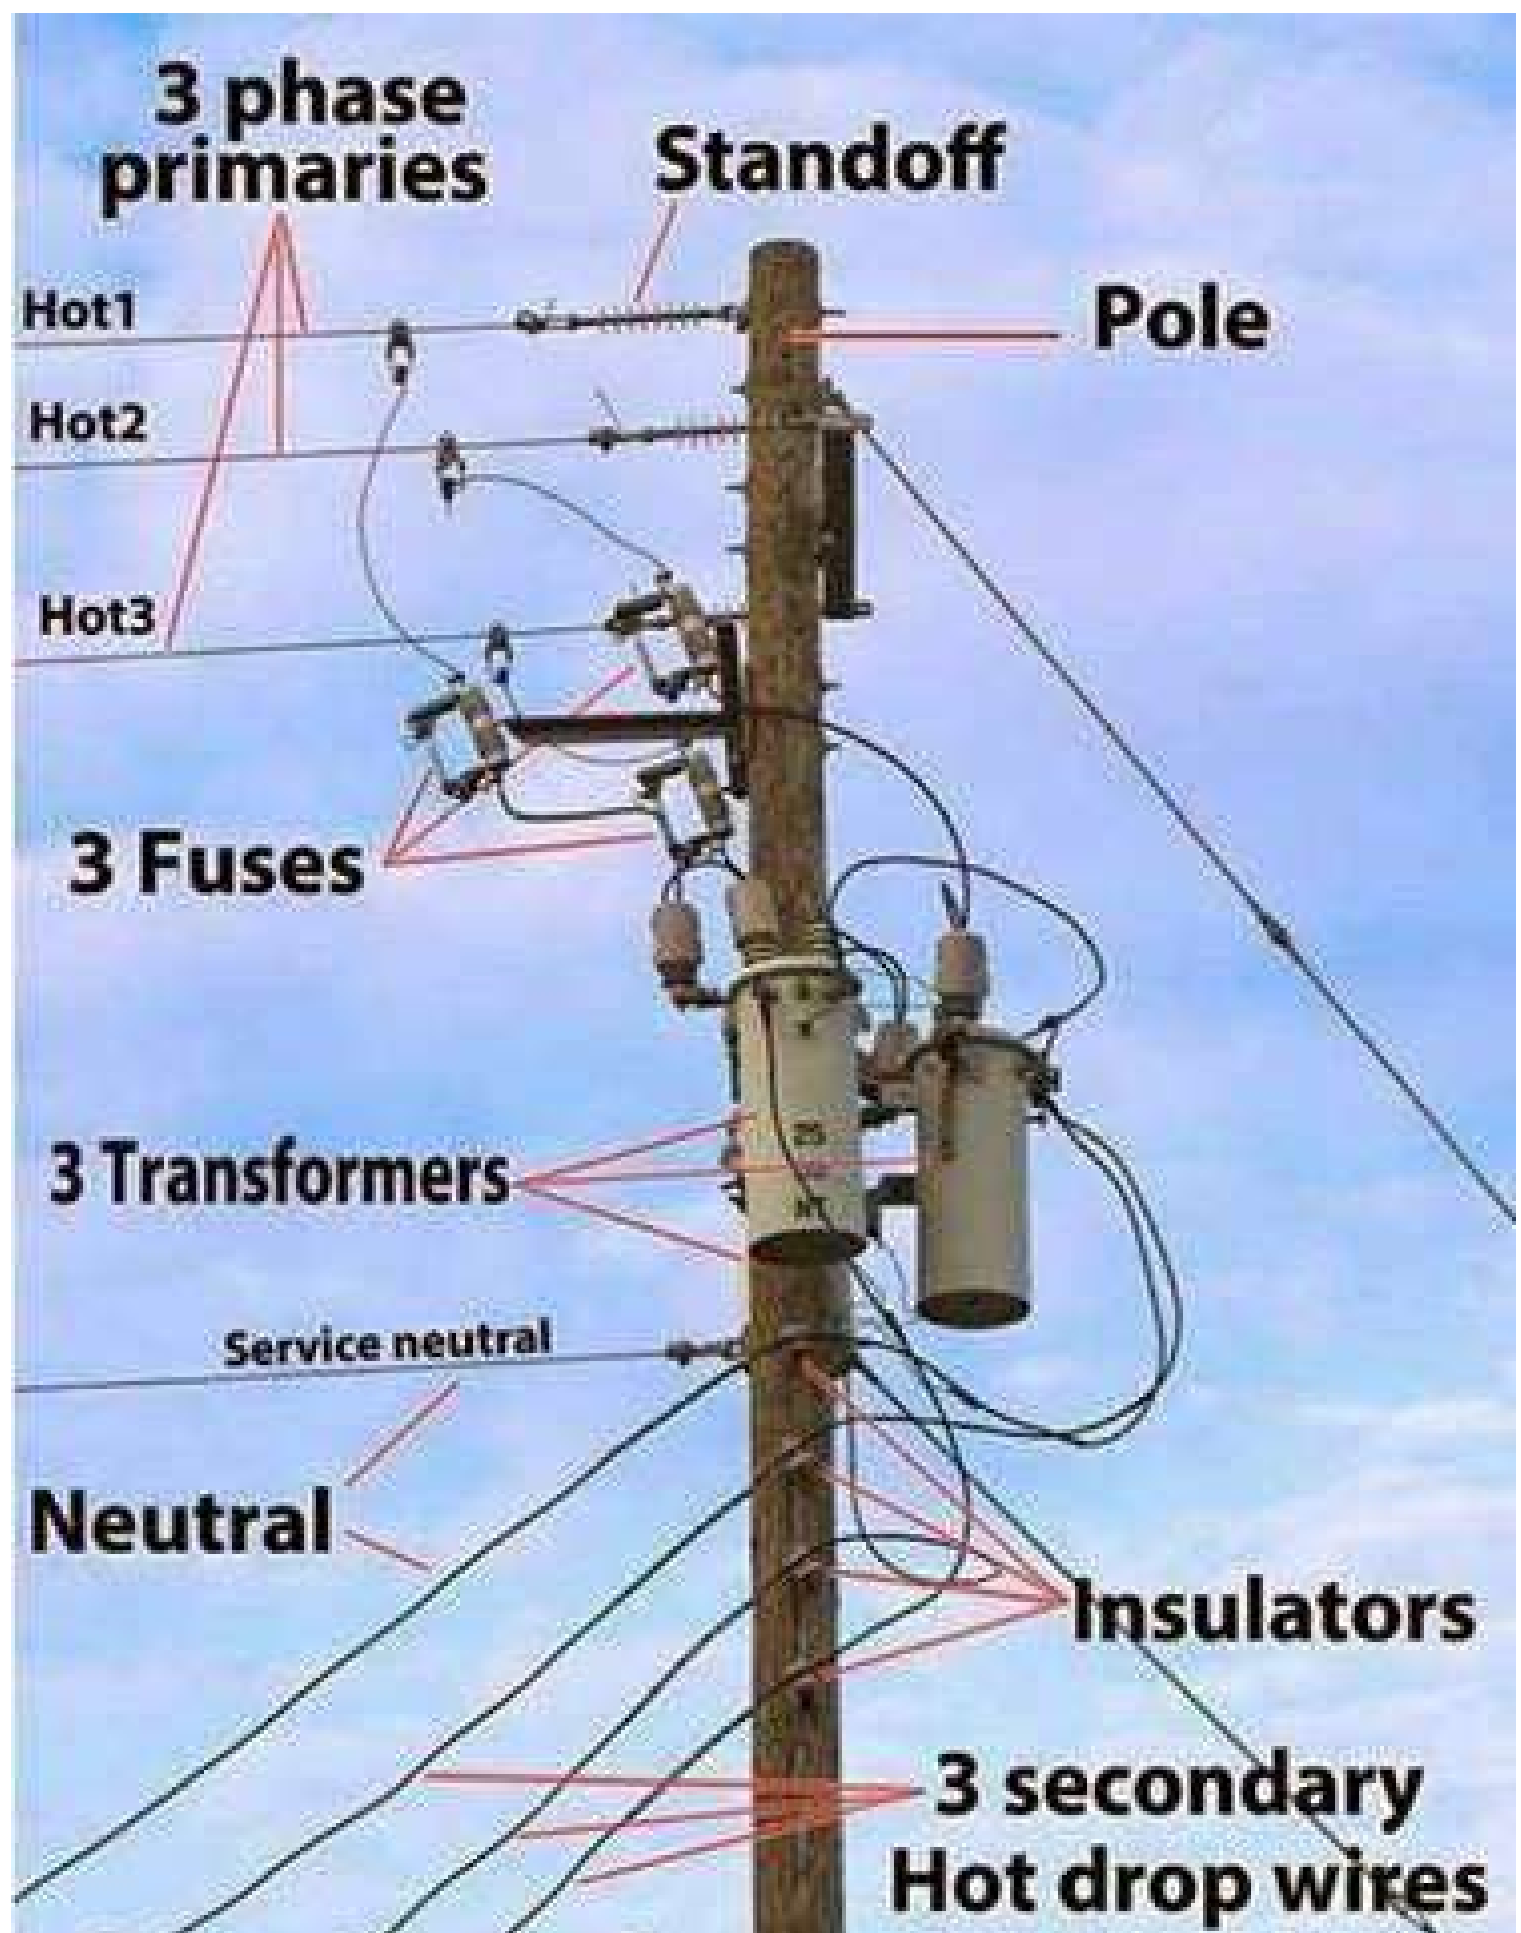 3 phase
primaries
Standoff
Hot1
Pole
Hot2
Hot3
3 Fuses
25
3 Transformers
Service neutral
Neutral
Insulators
3 secondary
Hot drop wires